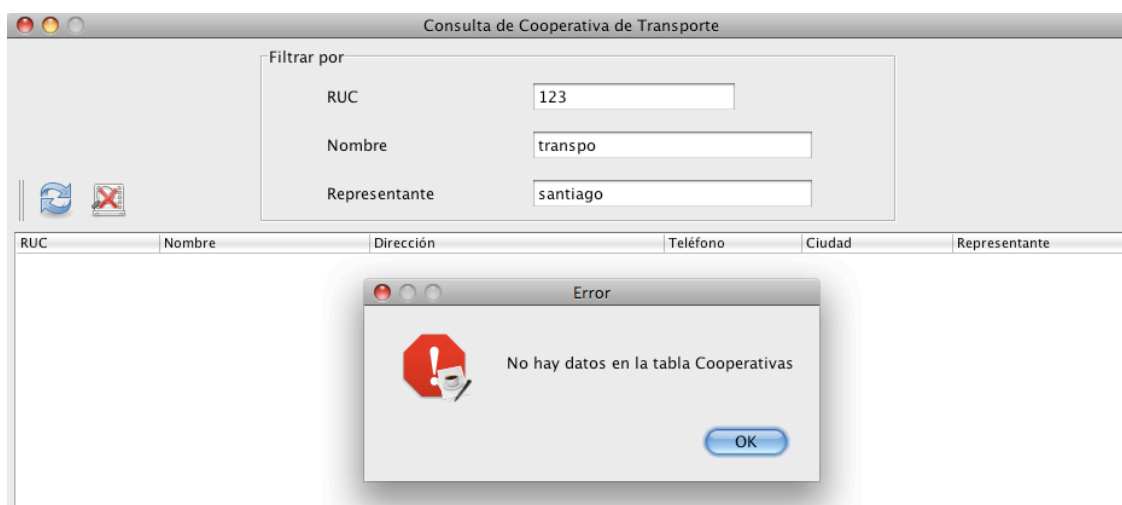 Consulta de Cooperativa de Transporte
Filtrar por
RUC 123
Nombre transpo
Representante santiago
RUC Nombre Dirección Teléfono Ciudad Representante
Error
No hay datos en la tabla Cooperativas
OK